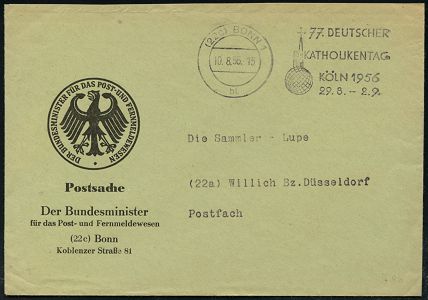 (22c) BONN 1
10.8.56.-15
bt
77. DEUTSCHER
KATHOLIKENTAG
KÖLN 1956
29.8. - 2.9.
DER BUNDESMINISTER FÜR DAS POST- UND FERNMELDEWESEN
Postsache
Der Bundesminister
für das Post- und Fernmeldewesen
(22c) Bonn
Koblenzer Straße 81
Die Sammler - Lupe
(22a) Willich Bz.Düsseldorf
Postfach